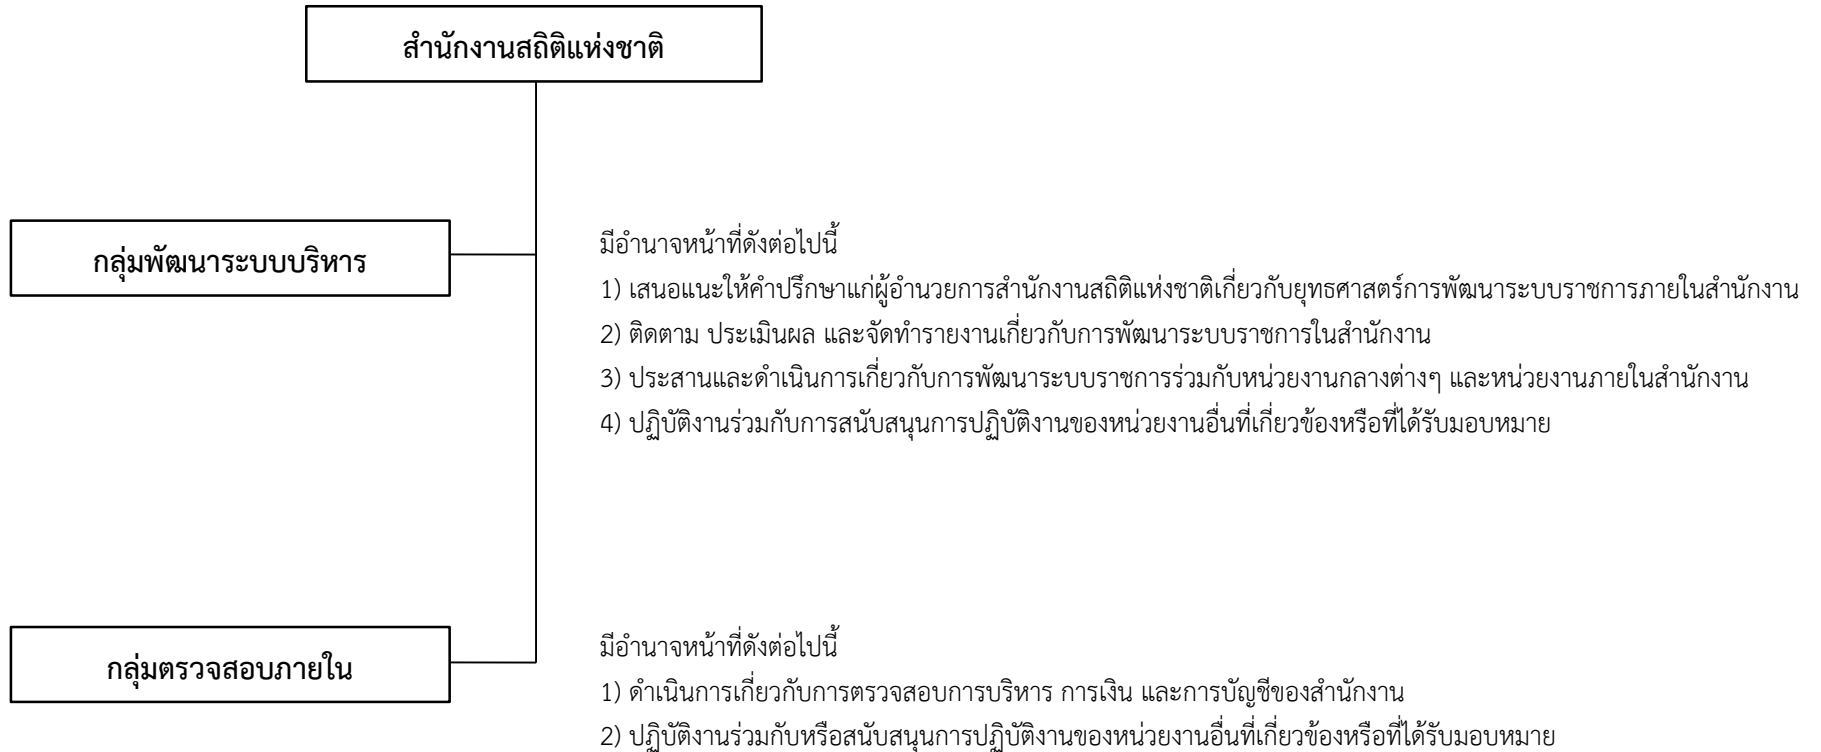 สำนักงานสถิติแห่งชาติ
กลุ่มพัฒนาระบบบริหาร
มีอำนาจหน้าที่ดังต่อไปนี้
1) เสนอแนะให้คำปรึกษาแก่ผู้อำนวยการสำนักงานสถิติแห่งชาติเกี่ยวกับยุทธศาสตร์การพัฒนาระบบราชการภายในสำนักงาน
2) ติดตาม ประเมินผล และจัดทำรายงานเกี่ยวกับการพัฒนาระบบราชการในสำนักงาน
3) ประสานและดำเนินการเกี่ยวกับการพัฒนาระบบราชการร่วมกับหน่วยงานกลางต่างๆ และหน่วยงานภายในสำนักงาน
4) ปฏิบัติงานร่วมกับการสนับสนุนการปฏิบัติงานของหน่วยงานอื่นที่เกี่ยวข้องหรือที่ได้รับมอบหมาย
กลุ่มตรวจสอบภายใน
มีอำนาจหน้าที่ดังต่อไปนี้
1) ดำเนินการเกี่ยวกับการตรวจสอบการบริหาร การเงิน และการบัญชีของสำนักงาน
2) ปฏิบัติงานร่วมกับหรือสนับสนุนการปฏิบัติงานของหน่วยงานอื่นที่เกี่ยวข้องหรือที่ได้รับมอบหมาย